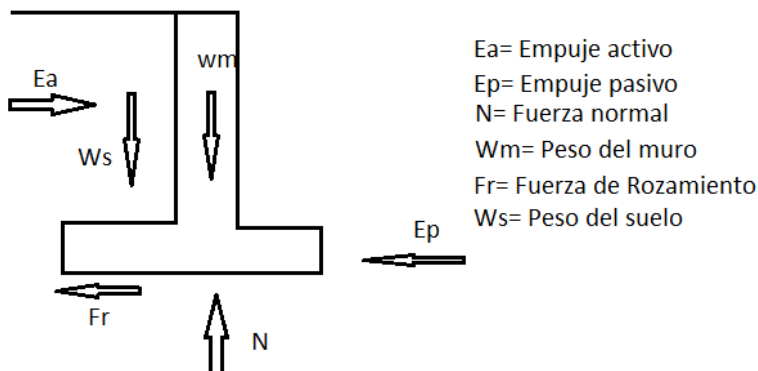 wm
Ea
Ws
Ep
Fr
N
Ea= Empuje activo
Ep= Empuje pasivo
N= Fuerza normal
Wm= Peso del muro
Fr= Fuerza de Rozamiento
Ws= Peso del suelo